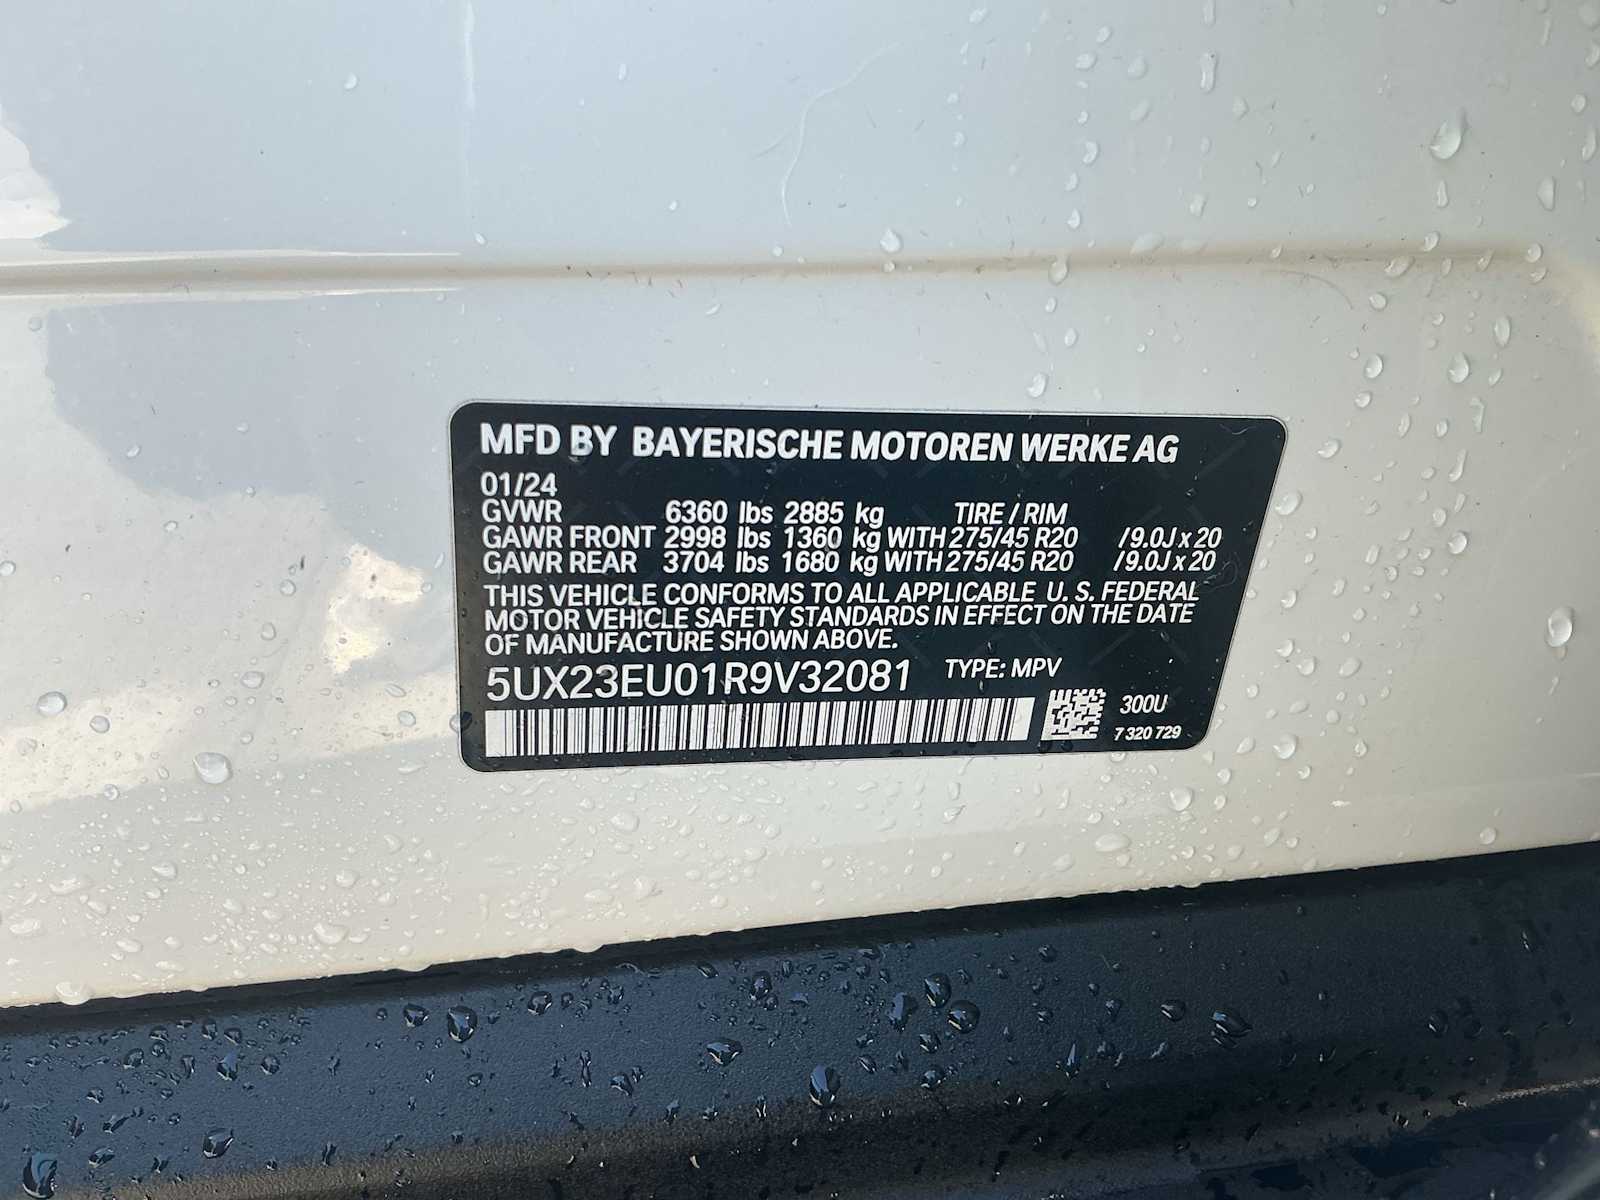 MFD BY BAYERISCHE MOTOREN WERKE AG
01/24
GVWR 6360 lbs 2885 kg TIRE / RIM
GAWR FRONT 2998 lbs 1360 kg WITH 275/45 R20 /9.0J x 20
GAWR REAR 3704 lbs 1680 kg WITH 275/45 R20 /9.0J x 20
THIS VEHICLE CONFORMS TO ALL APPLICABLE U. S. FEDERAL
MOTOR VEHICLE SAFETY STANDARDS IN EFFECT ON THE DATE
OF MANUFACTURE SHOWN ABOVE.
5UX23EU01R9V32081 TYPE: MPV
300U
7 320 729